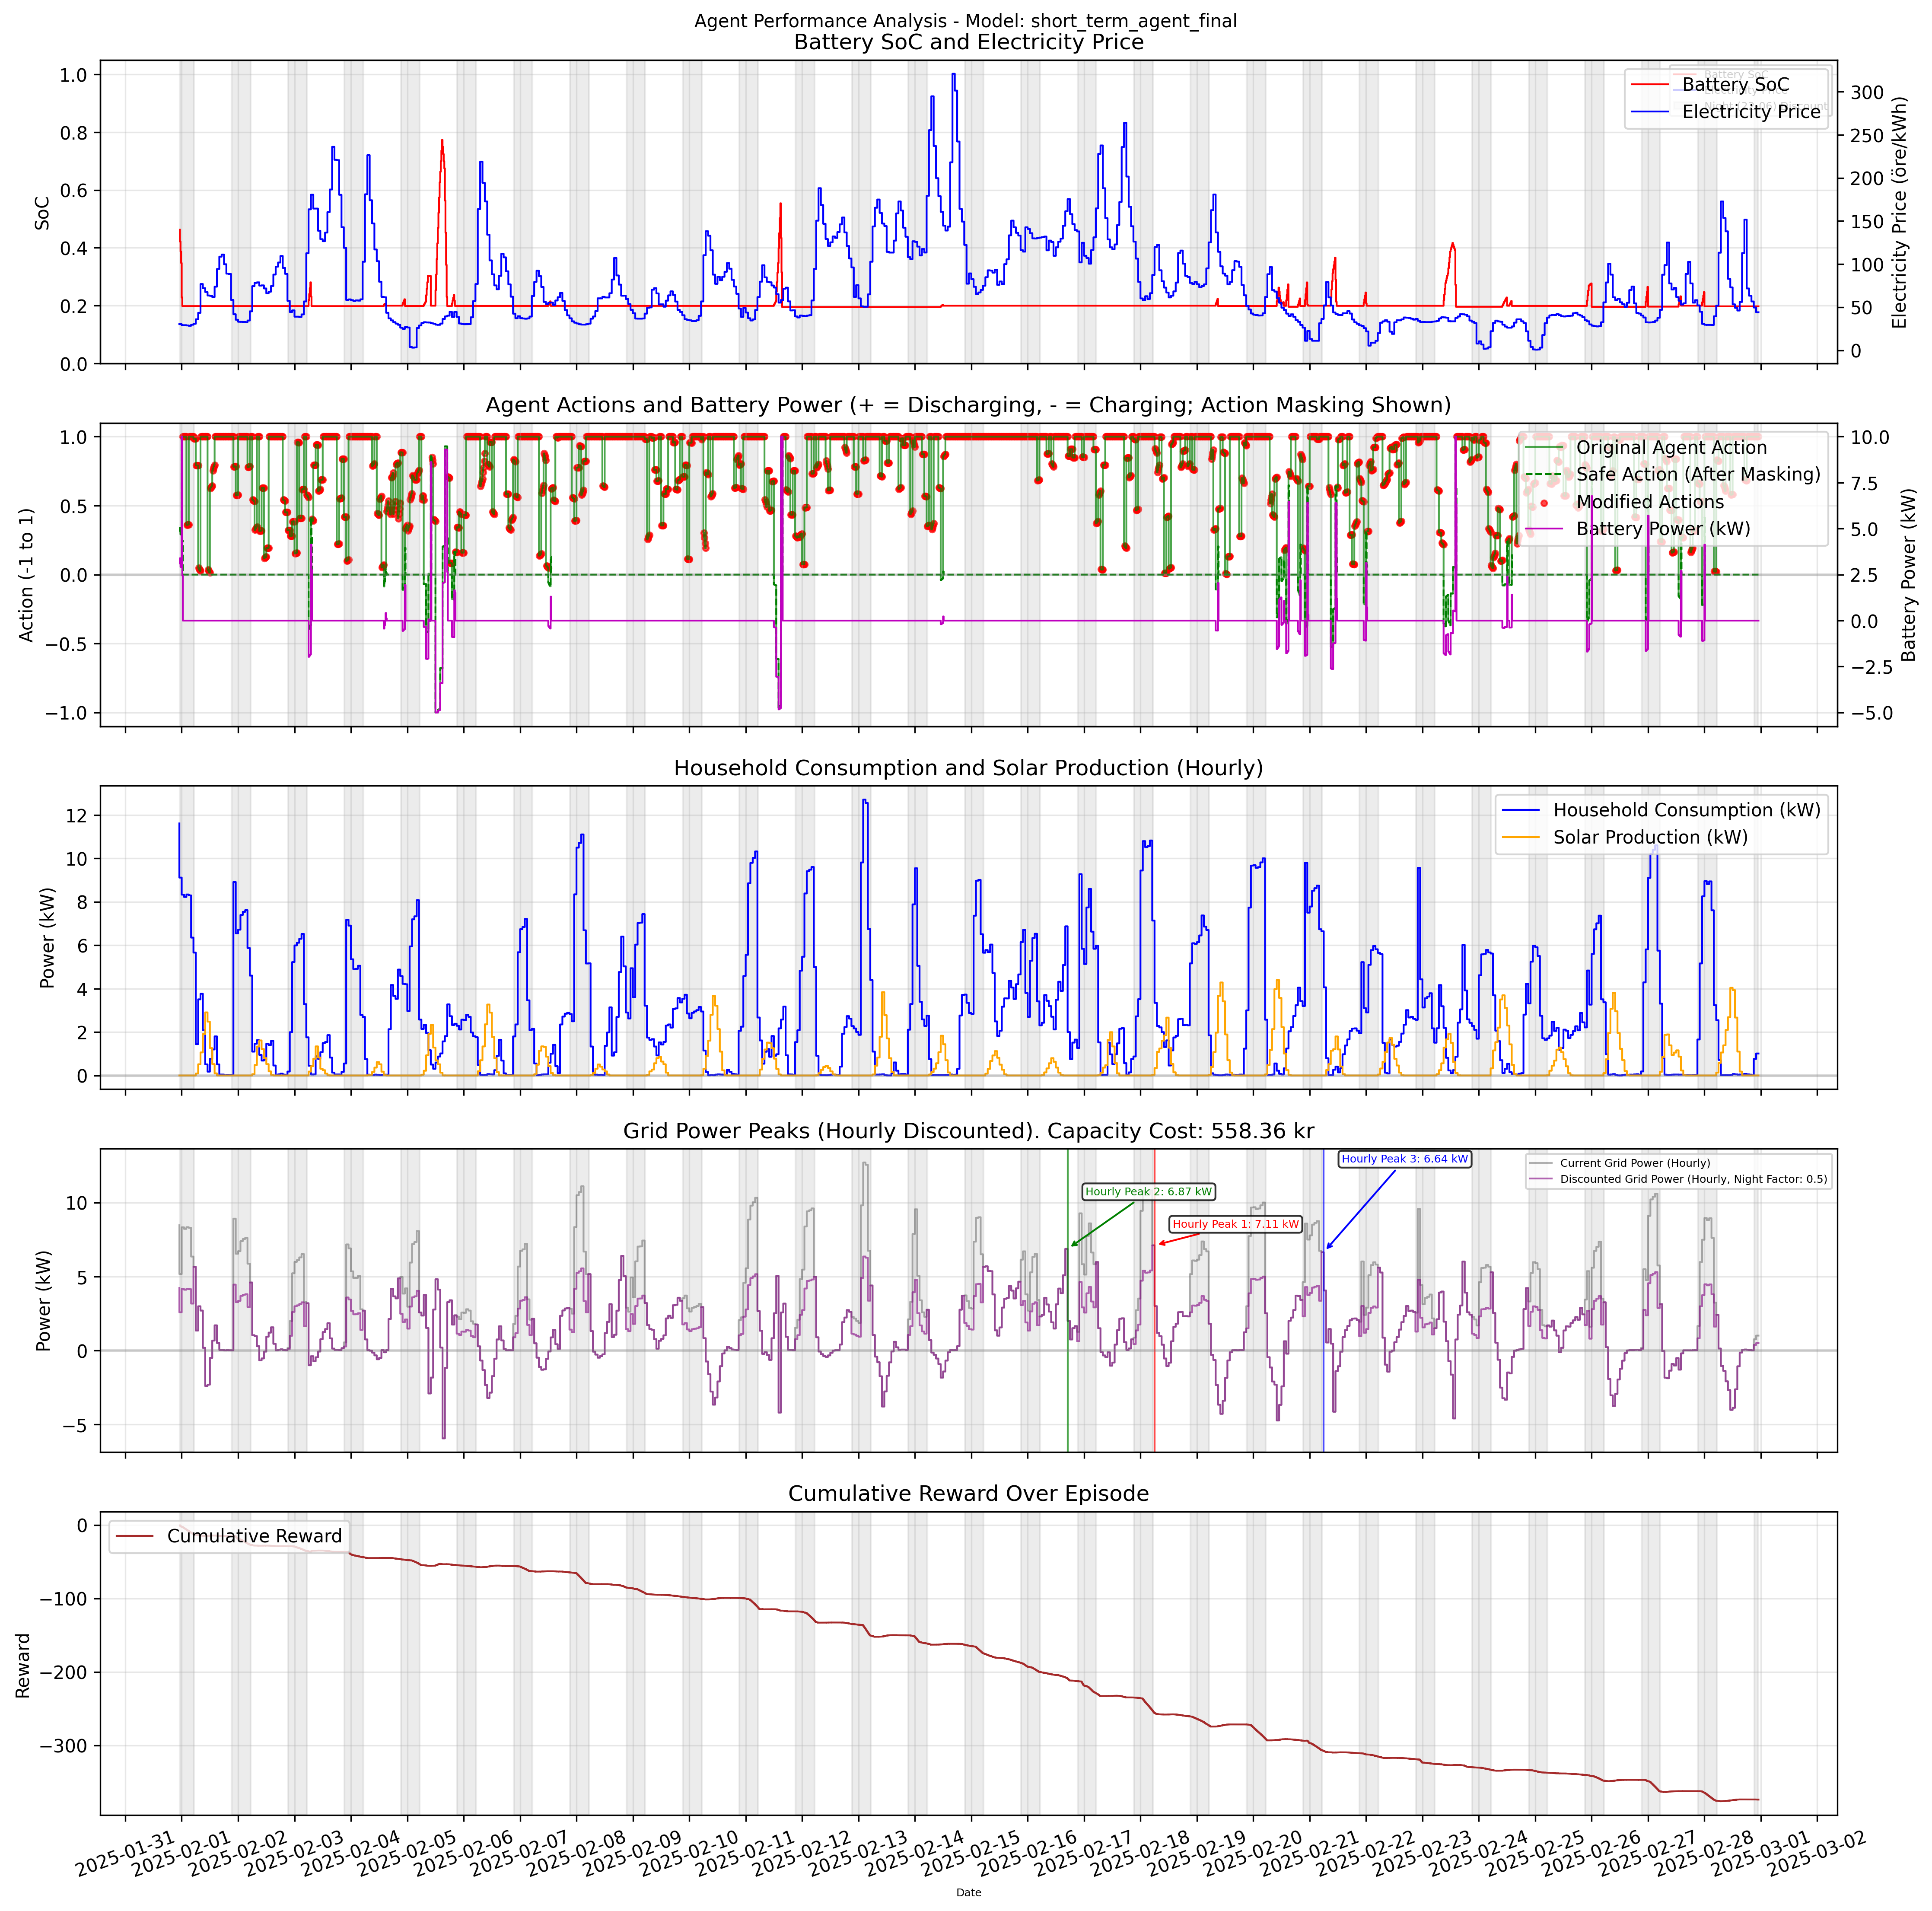 Agent Performance Analysis - Model: short_term_agent_final
Battery SoC and Electricity Price
1.0
0.8
0.6
0.4
0.2
0.0
SoC
300
250
200
150
100
50
0
Electricity Price (öre/kWh)
Battery SoC
Electricity Price
Agent Actions and Battery Power (+ = Discharging, - = Charging; Action Masking Shown)
1.0
0.5
0.0
−0.5
−1.0
Action (-1 to 1)
10.0
7.5
5.0
2.5
0.0
−2.5
−5.0
Battery Power (kW)
Original Agent Action
Safe Action (After Masking)
Modified Actions
Battery Power (kW)
Household Consumption and Solar Production (Hourly)
12
10
8
6
4
2
0
Power (kW)
Household Consumption (kW)
Solar Production (kW)
Grid Power Peaks (Hourly Discounted). Capacity Cost: 558.36 kr
10
5
0
−5
Power (kW)
Hourly Peak 3: 6.64 kW
Hourly Peak 2: 6.87 kW
Hourly Peak 1: 7.11 kW
Current Grid Power (Hourly)
Discounted Grid Power (Hourly, Night Factor: 0.5)
Cumulative Reward Over Episode
0
−100
−200
−300
Reward
Cumulative Reward
2025-01-31
2025-02-01
2025-02-02
2025-02-03
2025-02-04
2025-02-05
2025-02-06
2025-02-07
2025-02-08
2025-02-09
2025-02-10
2025-02-11
2025-02-12
2025-02-13
2025-02-14
2025-02-15
2025-02-16
2025-02-17
2025-02-18
2025-02-19
2025-02-20
2025-02-21
2025-02-22
2025-02-23
2025-02-24
2025-02-25
2025-02-26
2025-02-27
2025-02-28
2025-03-01
2025-03-02
Date